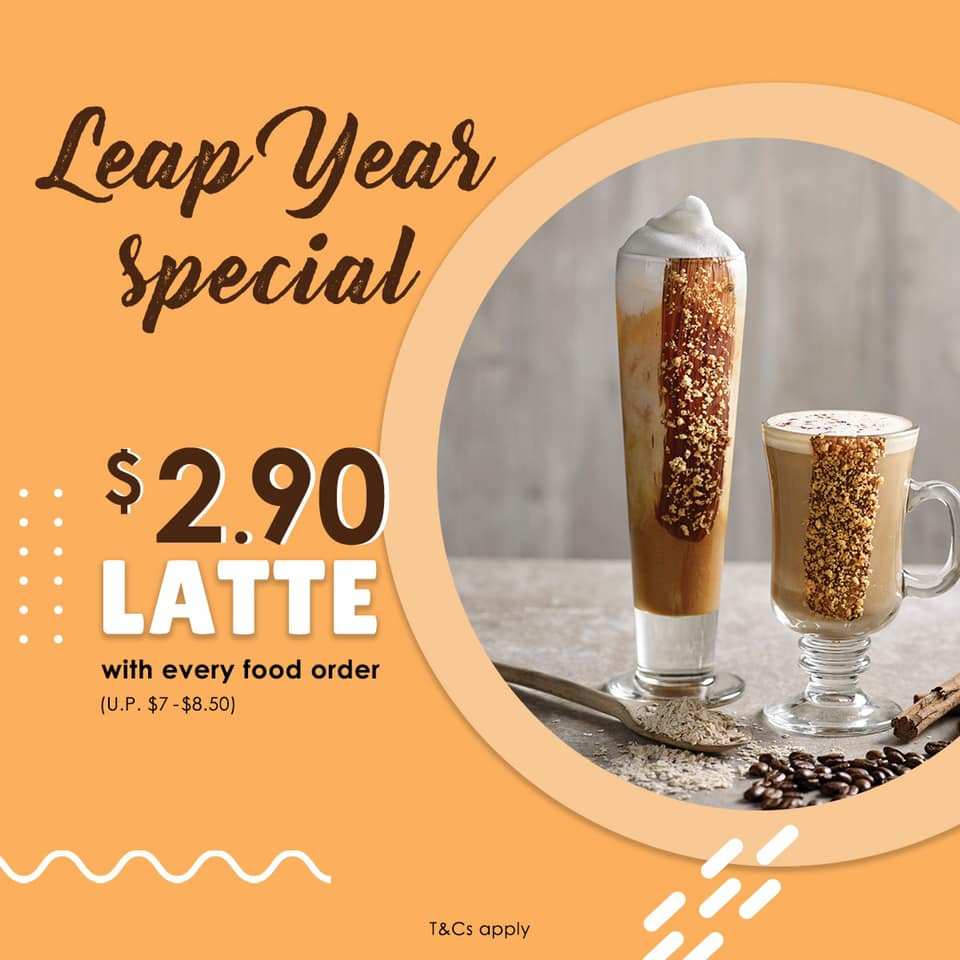 Leap Year
special
$2.90
LATTE
with every food order
(U.P. $7 - $8.50)
T&Cs apply